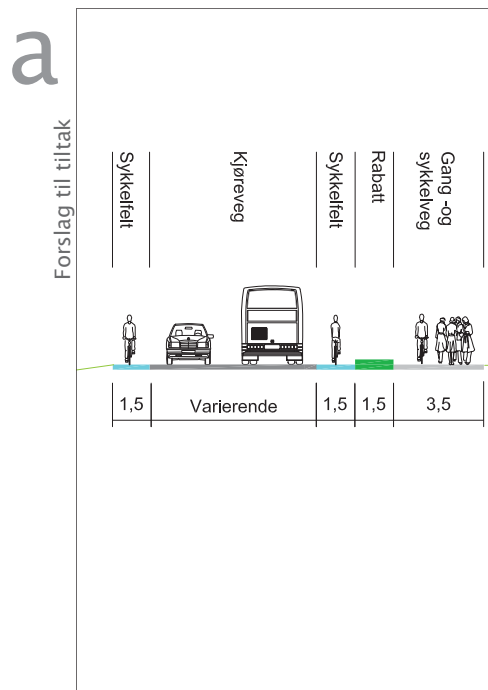 a
Forslag til tiltak
Sykkelfelt
Kjøreveg
Sykkelfelt
Rabatt
Gang -og
sykkelveg
1,5
Varierende
1,5
1,5
3,5